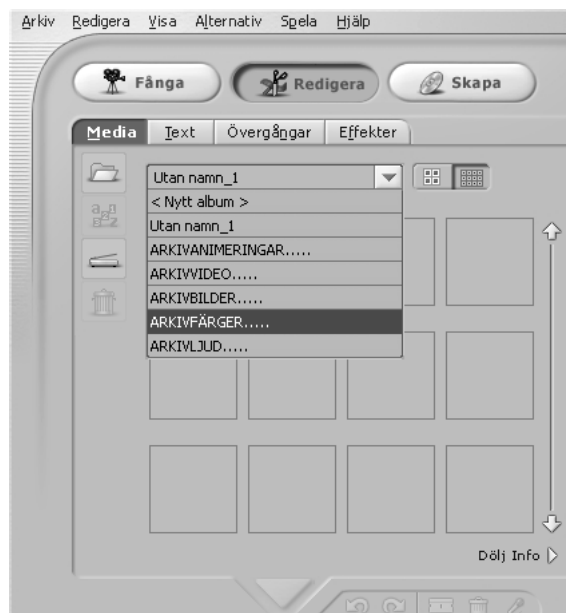 Arkiv Redigera Visa Alternativ Spela Hjälp
Fånga Redigera Skapa
Media Text Övergångar Effekter
Utan namn_1
< Nytt album >
Utan namn_1
ARKIVANIMERINGAR.....
ARKIVVIDEO.....
ARKIVBILDER.....
ARKIVFÄRGER.....
ARKIVLJUD.....
Dölj Info